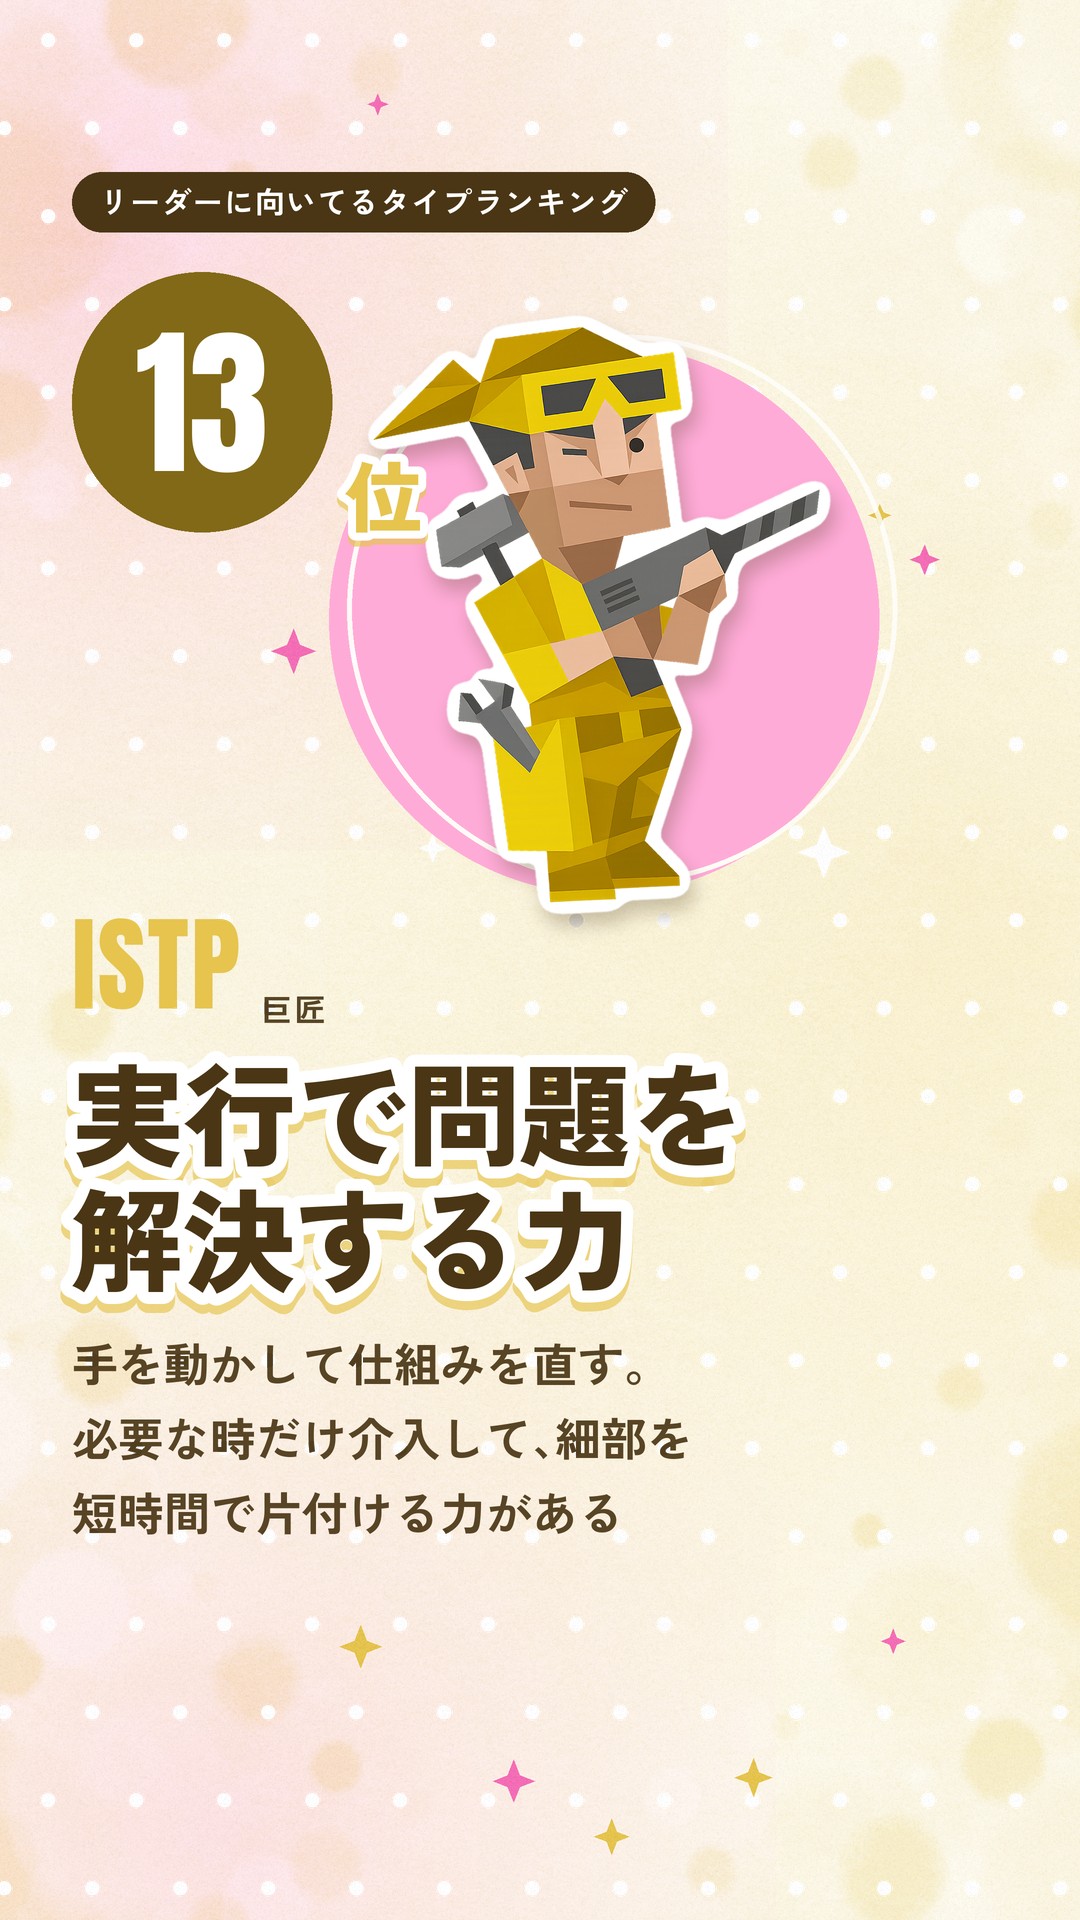 リーダーに向いてるタイプランキング
13
位
ISTP
巨匠
実行で問題を
解決する力
手を動かして仕組みを直す。
必要な時だけ介入して、細部を
短時間で片付ける力がある